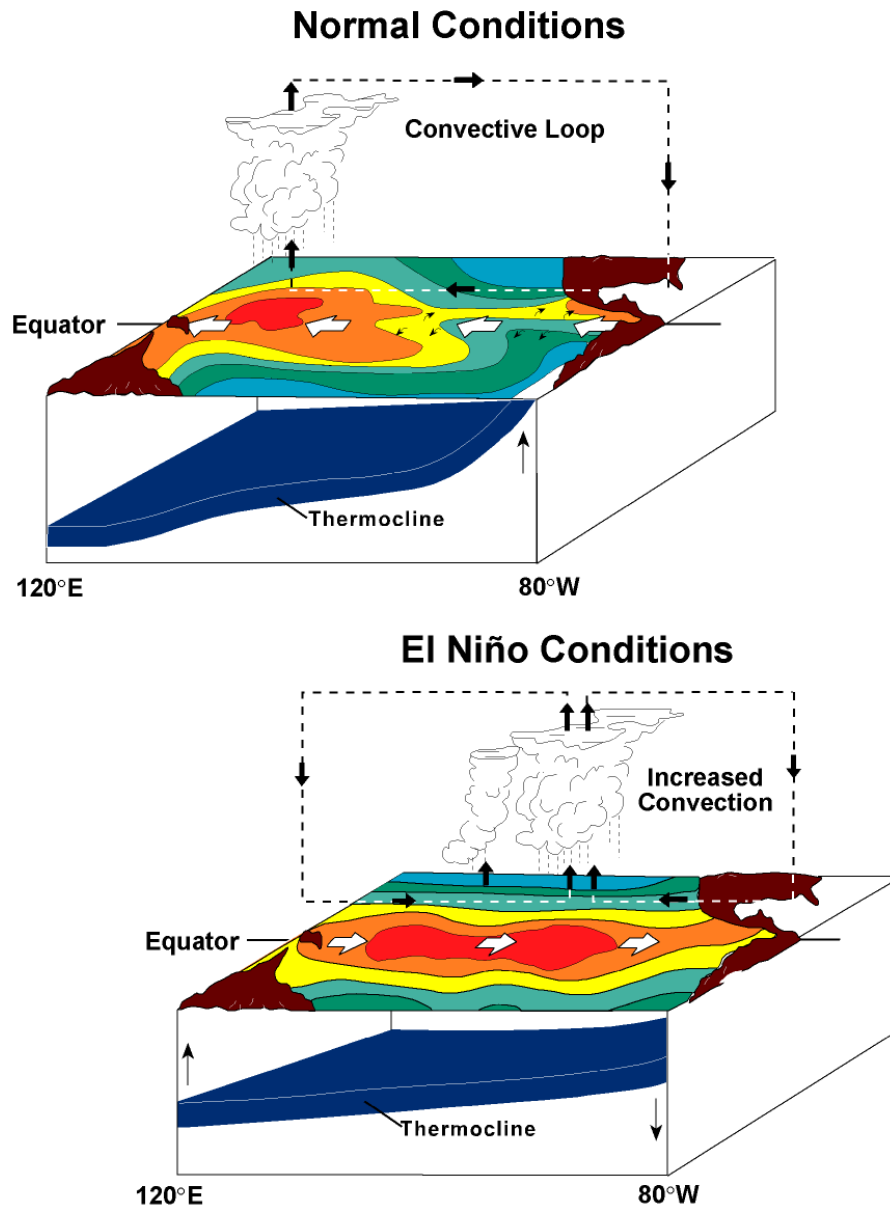 Normal Conditions
Convective Loop
Equator
Thermocline
120°E
80°W
El Niño Conditions
Increased
Convection
Equator
Thermocline
120°E
80°W